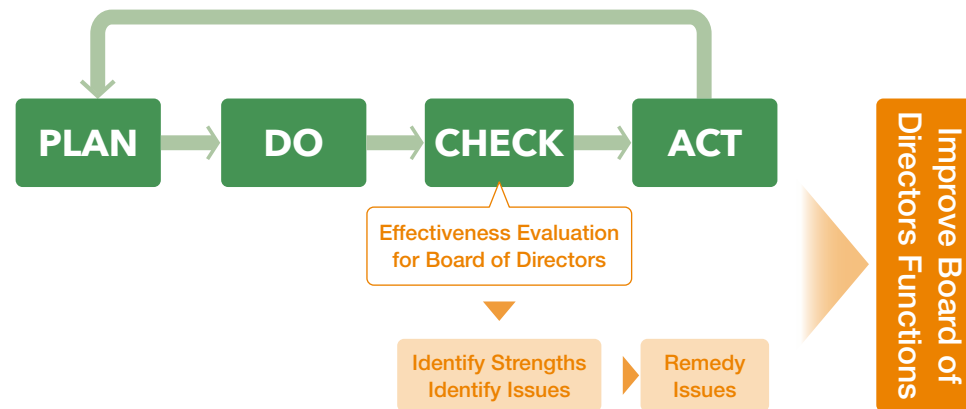 PLAN
DO
CHECK
ACT
Effectiveness Evaluation
for Board of Directors
Identify Strengths
Identify Issues
Remedy
Issues
Improve Board of
Directors Functions